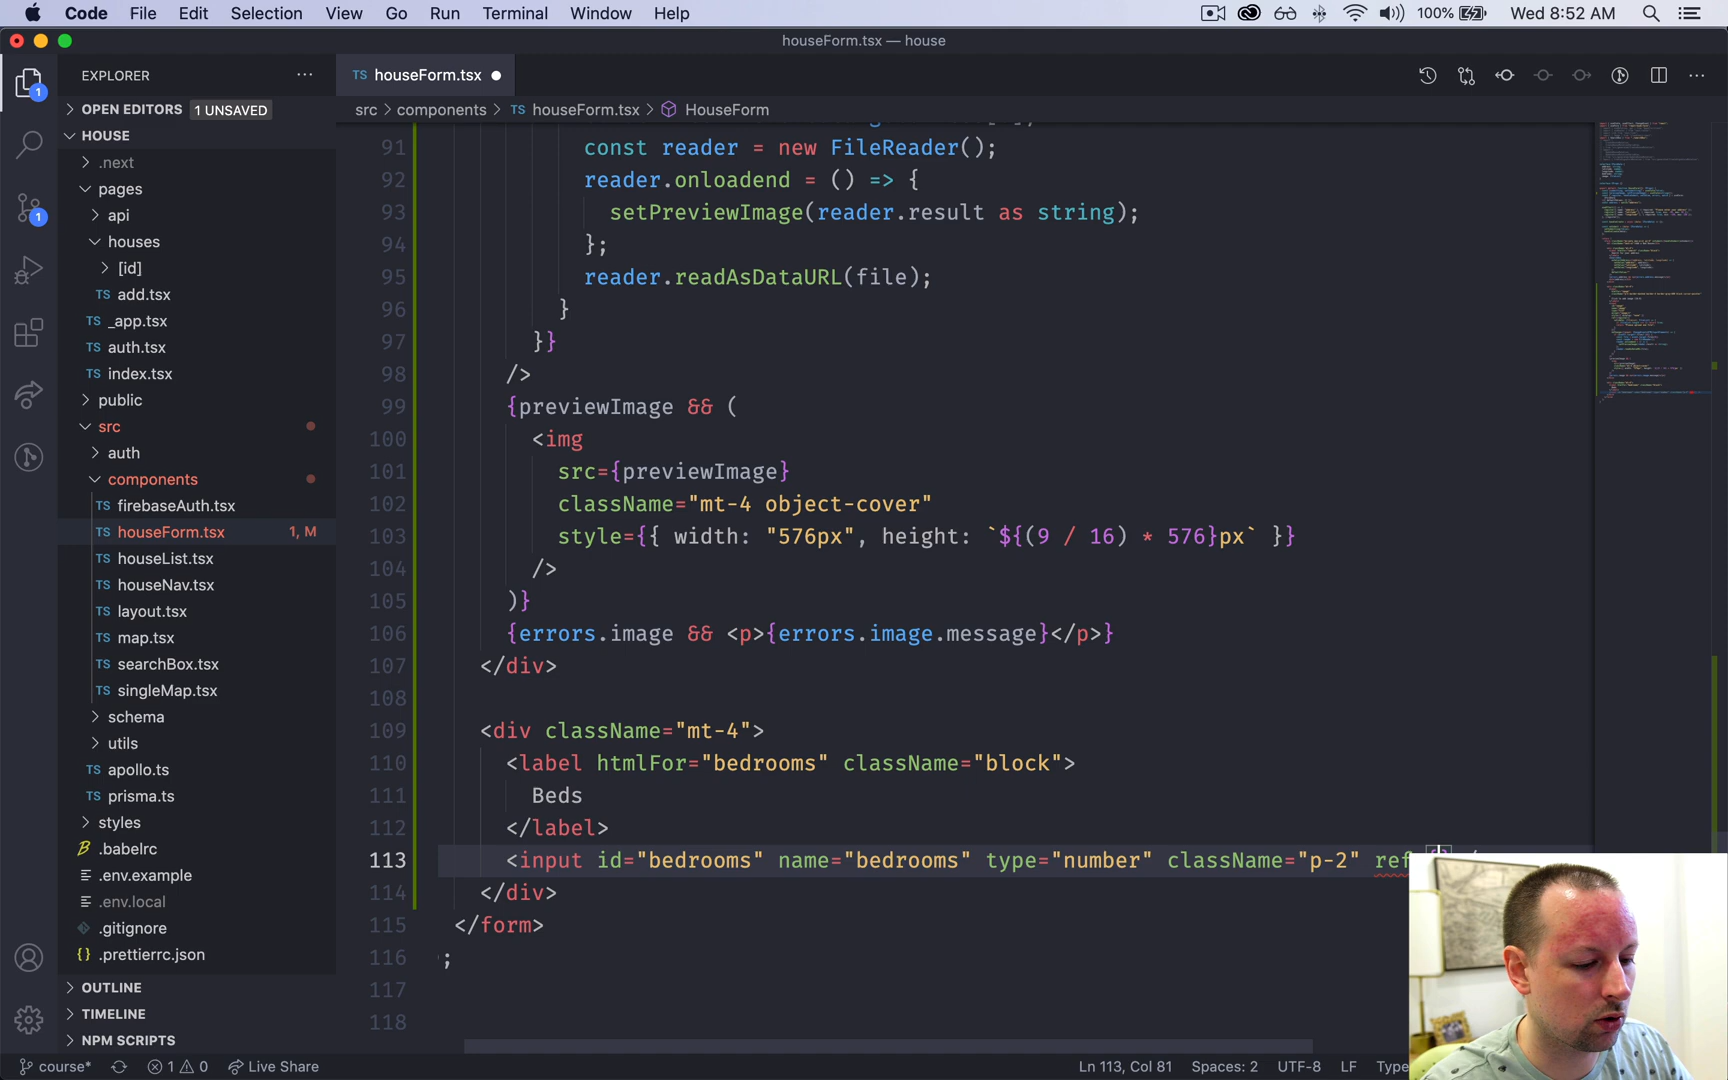 Code File Edit Selection View Go Run Terminal Window Help 100% Wed 8:52 AM
houseForm.tsx — house
EXPLORER
TS houseForm.tsx
OPEN EDITORS 1 UNSAVED
src > components > TS houseForm.tsx > HouseForm
HOUSE
.next
pages
api
houses
[id]
TS add.tsx
TS _app.tsx
TS auth.tsx
TS index.tsx
public
src
auth
components
TS firebaseAuth.tsx
TS houseForm.tsx 1, M
TS houseList.tsx
TS houseNav.tsx
TS layout.tsx
TS map.tsx
TS searchBox.tsx
TS singleMap.tsx
schema
utils
TS apollo.ts
TS prisma.ts
styles
.babelrc
.env.example
.env.local
.gitignore
{} .prettierrc.json
OUTLINE
TIMELINE
NPM SCRIPTS
91 const reader = new FileReader();
92 reader.onloadend = () => {
93 setPreviewImage(reader.result as string);
94 };
95 reader.readAsDataURL(file);
96 }
97 }}
98 />
99 {previewImage && (
100 <img
101 src={previewImage}
102 className="mt-4 object-cover"
103 style={{ width: "576px", height: `${(9 / 16) * 576}px` }}
104 />
105 )}
106 {errors.image && <p>{errors.image.message}</p>}
107 </div>
108
109 <div className="mt-4">
110 <label htmlFor="bedrooms" className="block">
111 Beds
112 </label>
113 <input id="bedrooms" name="bedrooms" type="number" className="p-2" ref
114 </div>
115 </form>
116 ;
117
118
course* 1 0 Live Share Ln 113, Col 81 Spaces: 2 UTF-8 LF